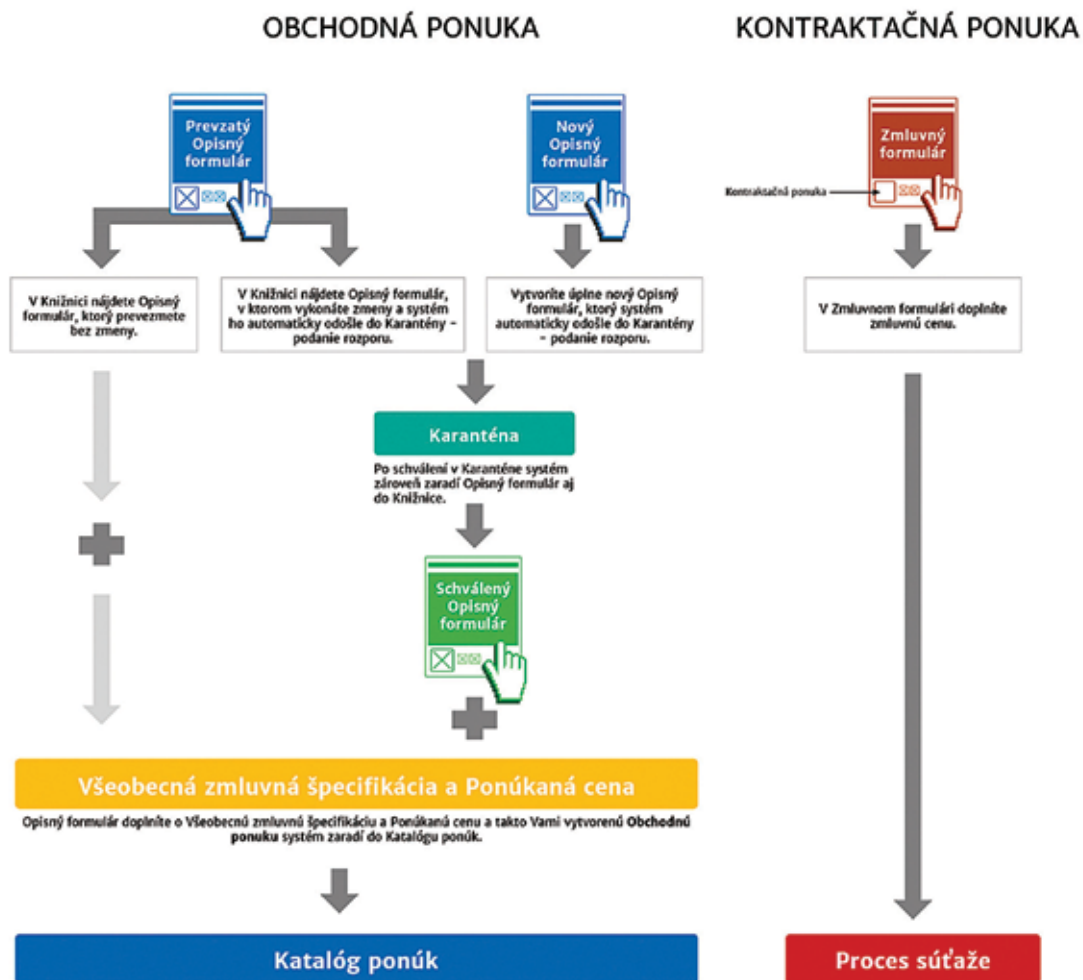 OBCHODNÁ PONUKA
KONTRAKTAČNÁ PONUKA
Prevzatý
Opisný
formulár
Nový
Opisný
formulár
Zmluvný
formulár
Kontraktačná ponuka
V Knižnici nájdete Opisný
formulár, ktorý prevezmete
bez zmeny.
V Knižnici nájdete Opisný formulár,
v ktorom vykonáte zmeny a systém
ho automaticky odošle do Karantény –
podanie rozporu.
Vytvoríte úplne nový Opisný
formulár, ktorý systém
automaticky odošle do Karantény
– podanie rozporu.
V Zmluvnom formulári doplníte
zmluvnú cenu.
Karanténa
Po schválení v Karanténe systém
zároveň zaradí Opisný formulár aj
do Knižnice.
Schválený
Opisný
formulár
Všeobecná zmluvná špecifikácia a Ponúkaná cena
Opisný formulár doplníte o Všeobecnú zmluvnú špecifikáciu a Ponúkanú cenu a takto Vami vytvorenú Obchodnú
ponuku systém zaradí do Katalógu ponúk.
Katalóg ponúk
Proces súťaže